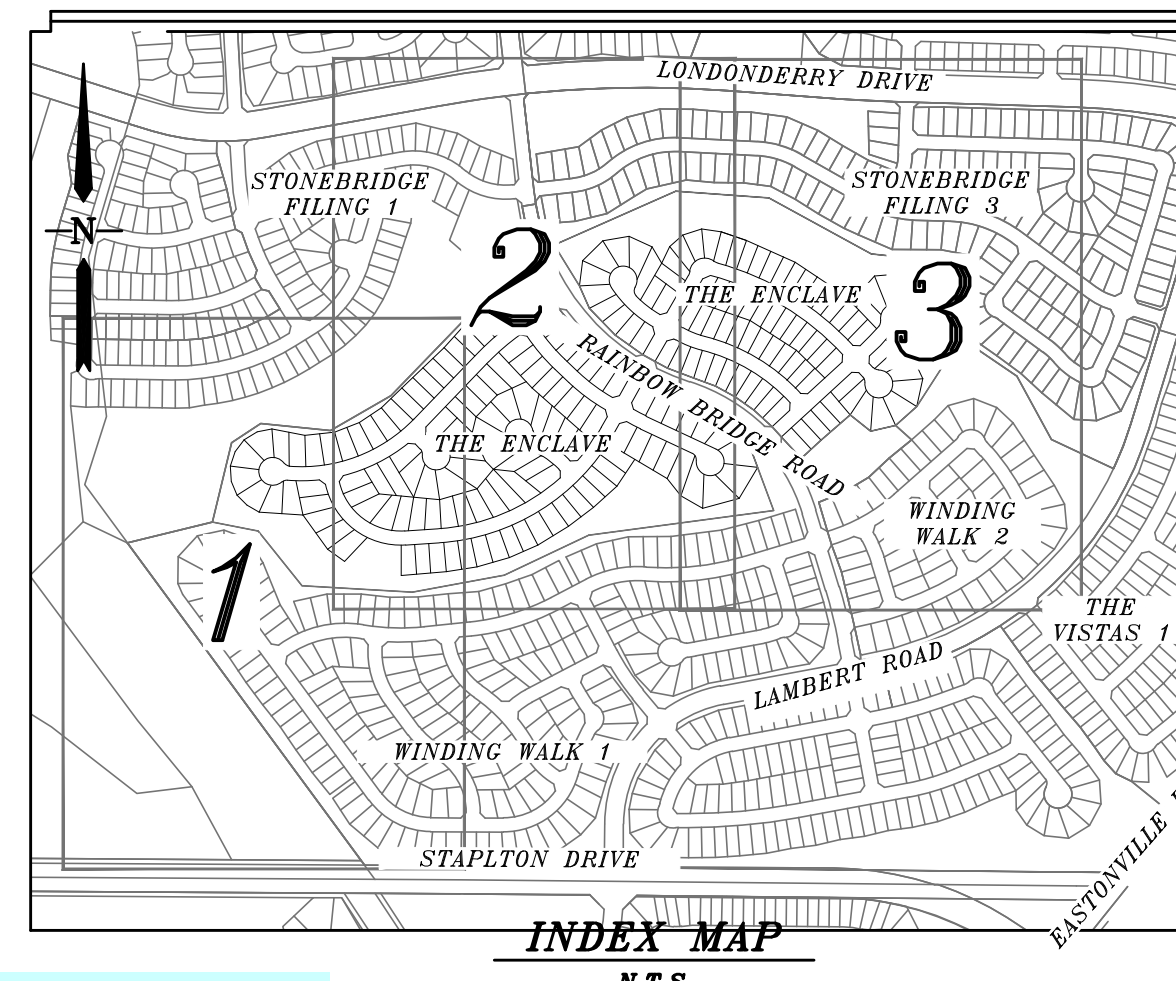 LONDONDERRY DRIVE
STONEBRIDGE
FILING 1
STONEBRIDGE
FILING 3
N
2
3
THE ENCLAVE
RAINBOW BRIDGE ROAD
THE ENCLAVE
WINDING
WALK 2
1
THE
VISTAS 1
LAMBERT ROAD
WINDING WALK 1
STAPLTON DRIVE
EASTONVILLE
INDEX MAP
N.T.S.